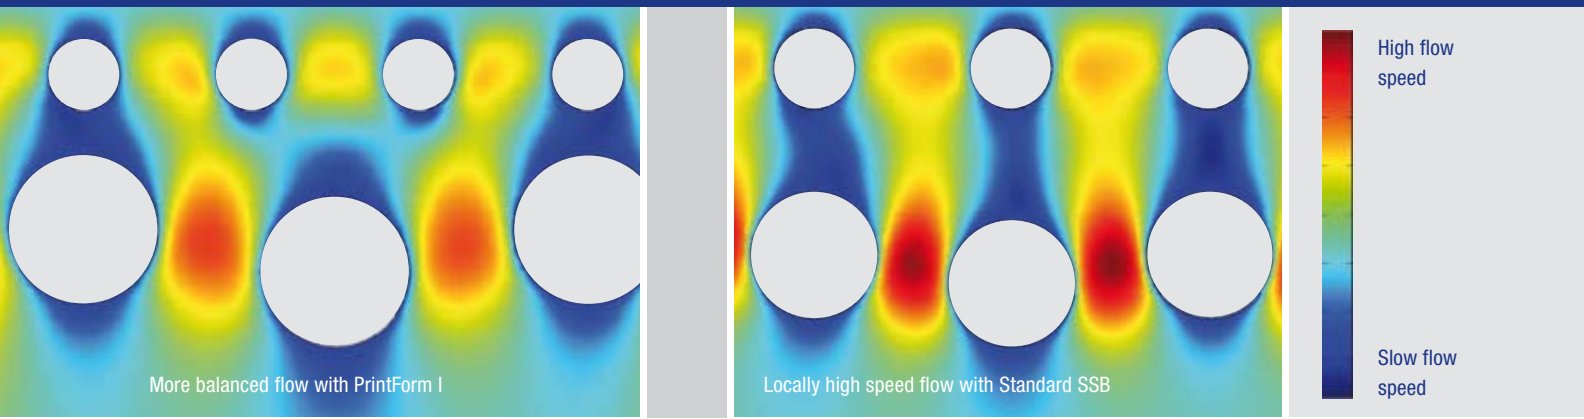 More balanced flow with PrintForm I
Locally high speed flow with Standard SSB
High flow
speed
Slow flow
speed